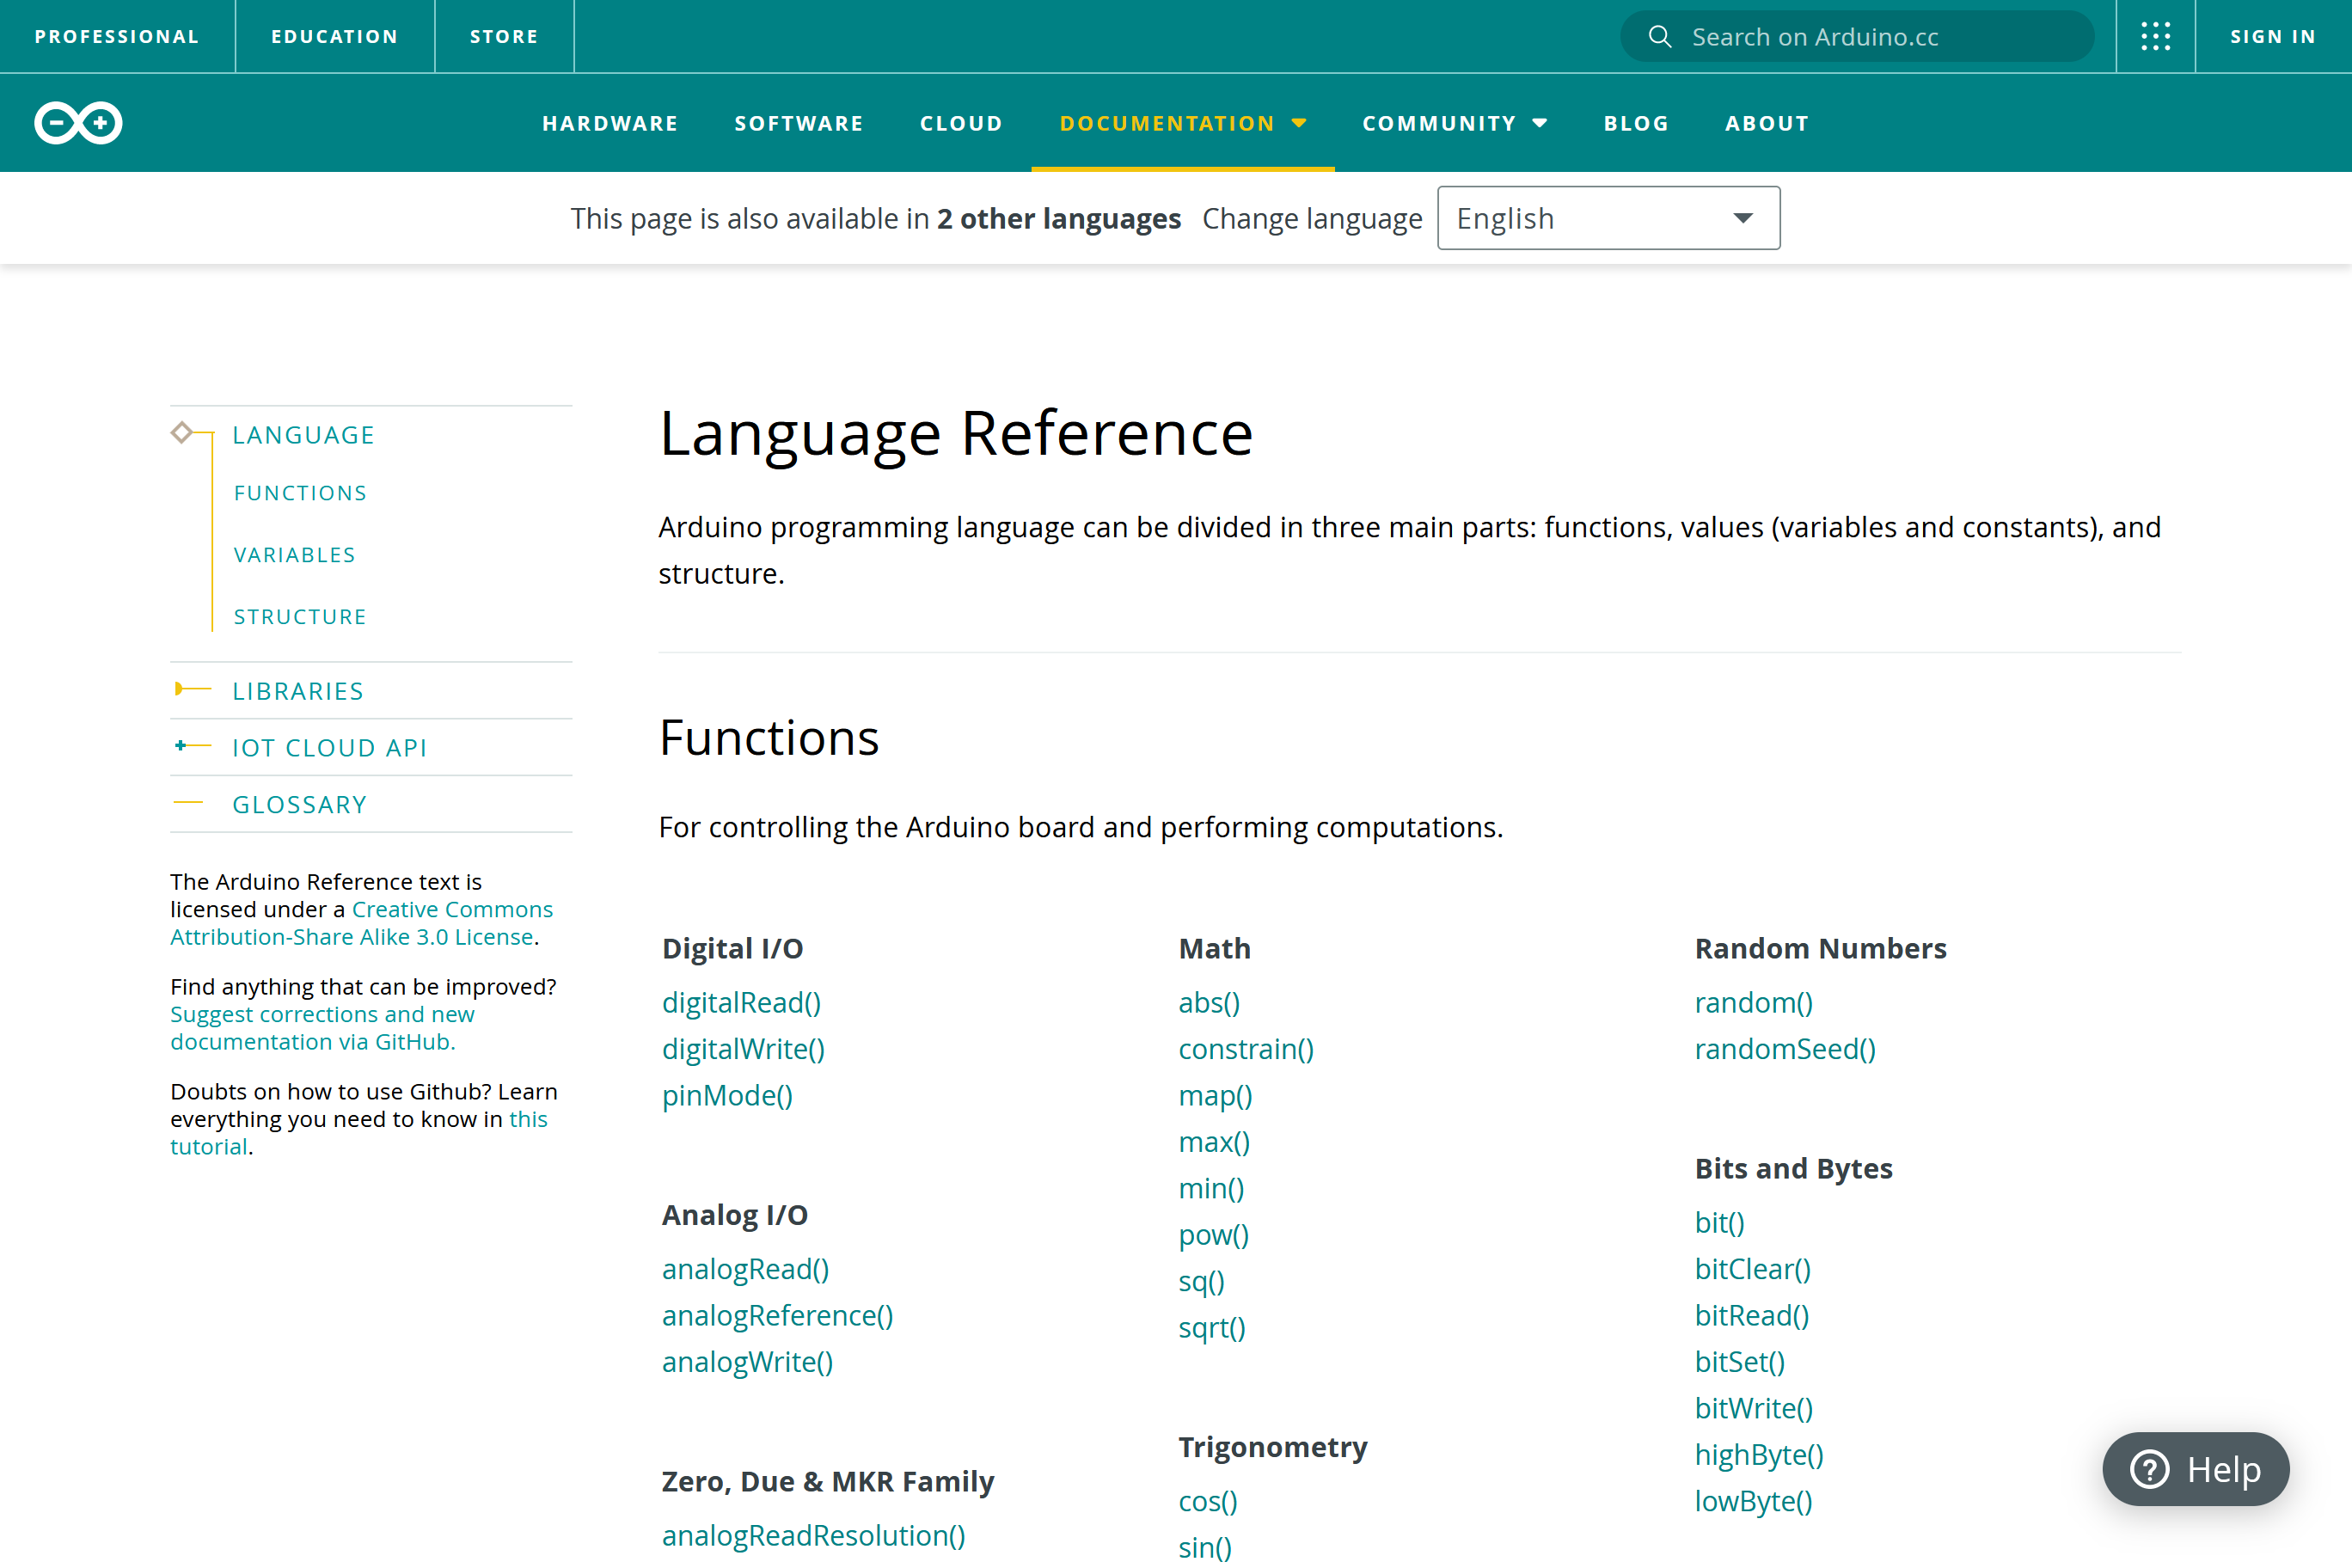 PROFESSIONAL
EDUCATION
STORE
Search on Arduino.cc
SIGN IN
HARDWARE
SOFTWARE
CLOUD
DOCUMENTATION
COMMUNITY
BLOG
ABOUT
This page is also available in 2 other languages
Change language
English
LANGUAGE
FUNCTIONS
VARIABLES
STRUCTURE
LIBRARIES
IOT CLOUD API
GLOSSARY
The Arduino Reference text is
licensed under a Creative Commons
Attribution-Share Alike 3.0 License.
Find anything that can be improved?
Suggest corrections and new
documentation via GitHub.
Doubts on how to use Github? Learn
everything you need to know in this
tutorial.
Language Reference
Arduino programming language can be divided in three main parts: functions, values (variables and constants), and
structure.
Functions
For controlling the Arduino board and performing computations.
Digital I/O
digitalRead()
digitalWrite()
pinMode()
Analog I/O
analogRead()
analogReference()
analogWrite()
Zero, Due & MKR Family
analogReadResolution()
Math
abs()
constrain()
map()
max()
min()
pow()
sq()
sqrt()
Trigonometry
cos()
sin()
Random Numbers
random()
randomSeed()
Bits and Bytes
bit()
bitClear()
bitRead()
bitSet()
bitWrite()
highByte()
lowByte()
Help